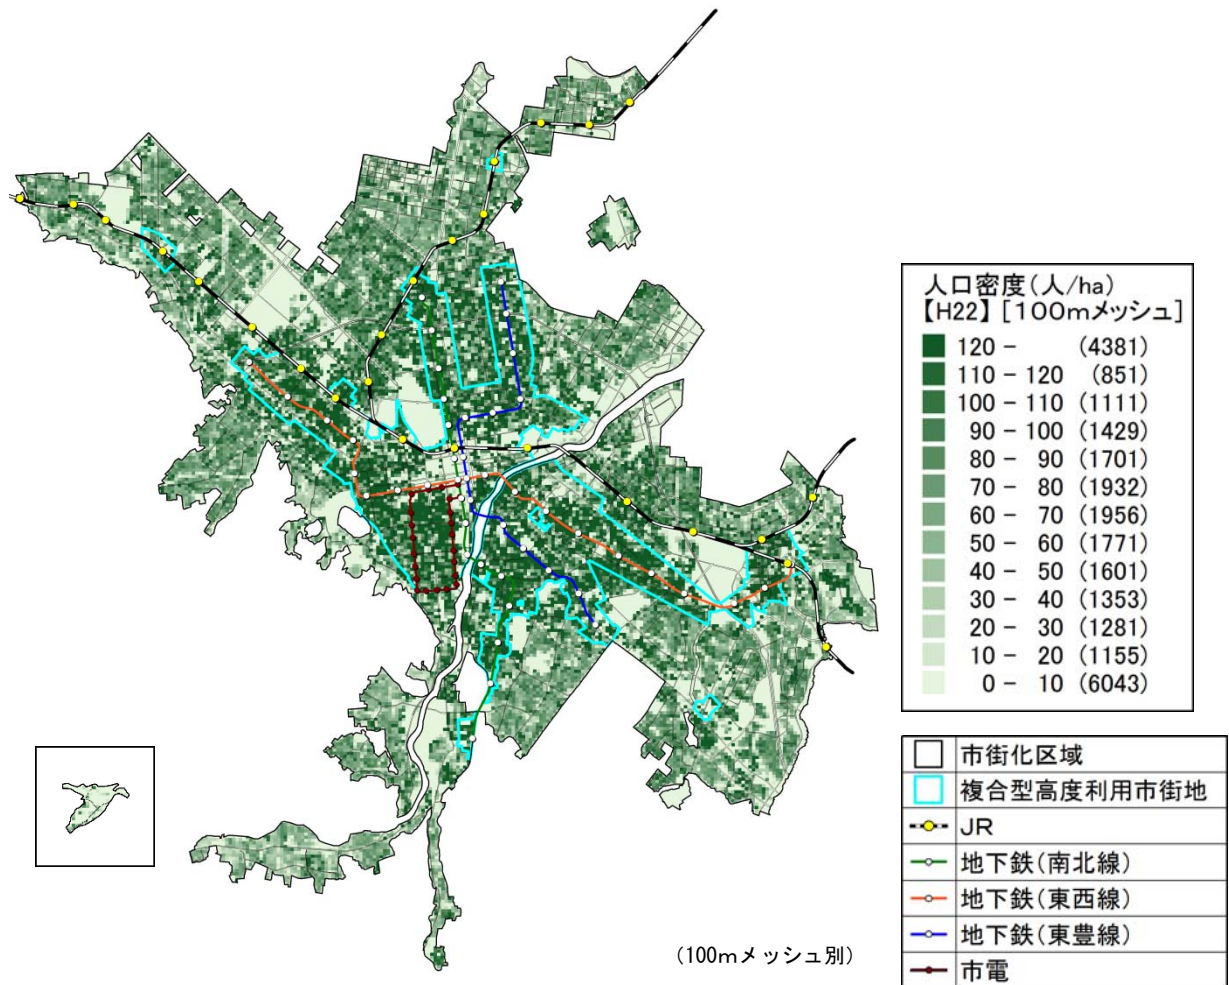 人口密度(人/ha)
【H22】[100mメッシュ]
120 - (4381)
110 - 120 (851)
100 - 110 (1111)
90 - 100 (1429)
80 - 90 (1701)
70 - 80 (1932)
60 - 70 (1956)
50 - 60 (1771)
40 - 50 (1601)
30 - 40 (1353)
20 - 30 (1281)
10 - 20 (1155)
0 - 10 (6043)
市街化区域
複合型高度利用市街地
JR
地下鉄(南北線)
地下鉄(東西線)
地下鉄(東豊線)
市電
(100mメッシュ別)